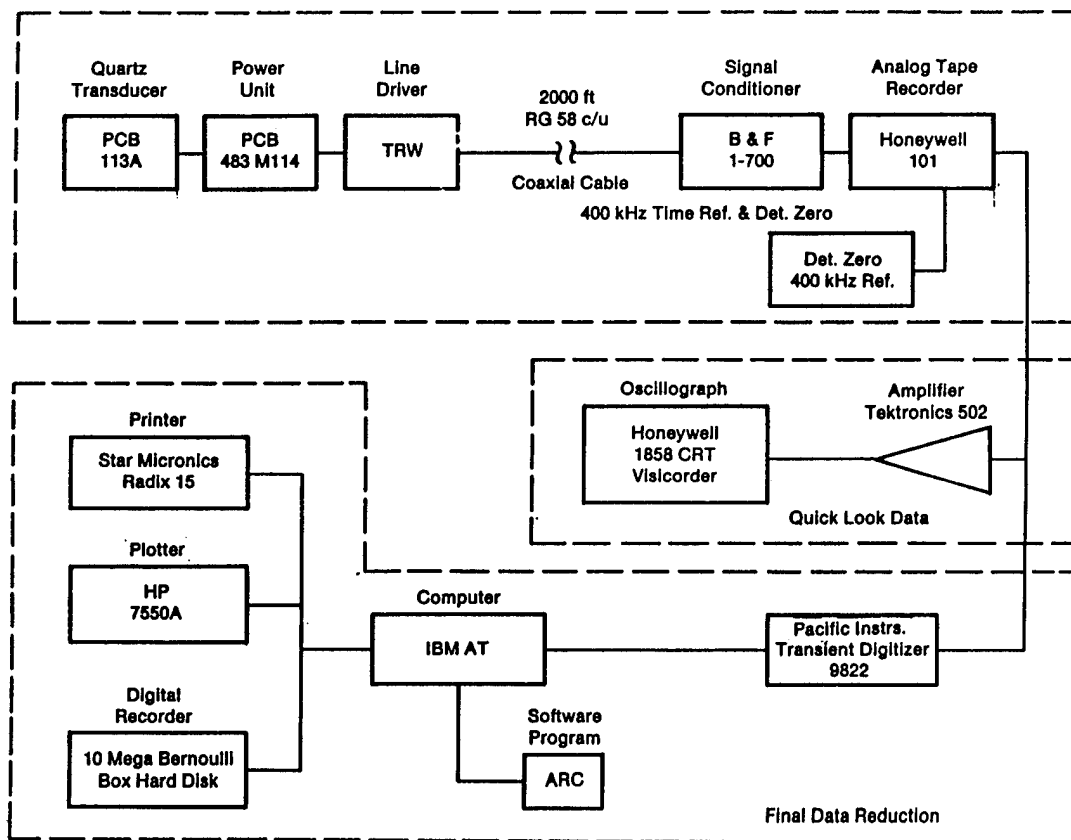 Quartz
Transducer
PCB
113A
Power
Unit
PCB
483 M114
Line
Driver
TRW
2000 ft
RG 58 c/u
Coaxial Cable
Signal
Conditioner
B & F
1-700
Analog Tape
Recorder
Honeywell
101
400 kHz Time Ref. & Det. Zero
Det. Zero
400 kHz Ref.
Oscillograph
Honeywell
1858 CRT
Visicorder
Amplifier
Tektronics 502
Quick Look Data
Printer
Star Micronics
Radix 15
Plotter
HP
7550A
Digital
Recorder
10 Mega Bernoulli
Box Hard Disk
Computer
IBM AT
Software
Program
ARC
Pacific Instrs.
Transient Digitizer
9822
Final Data Reduction